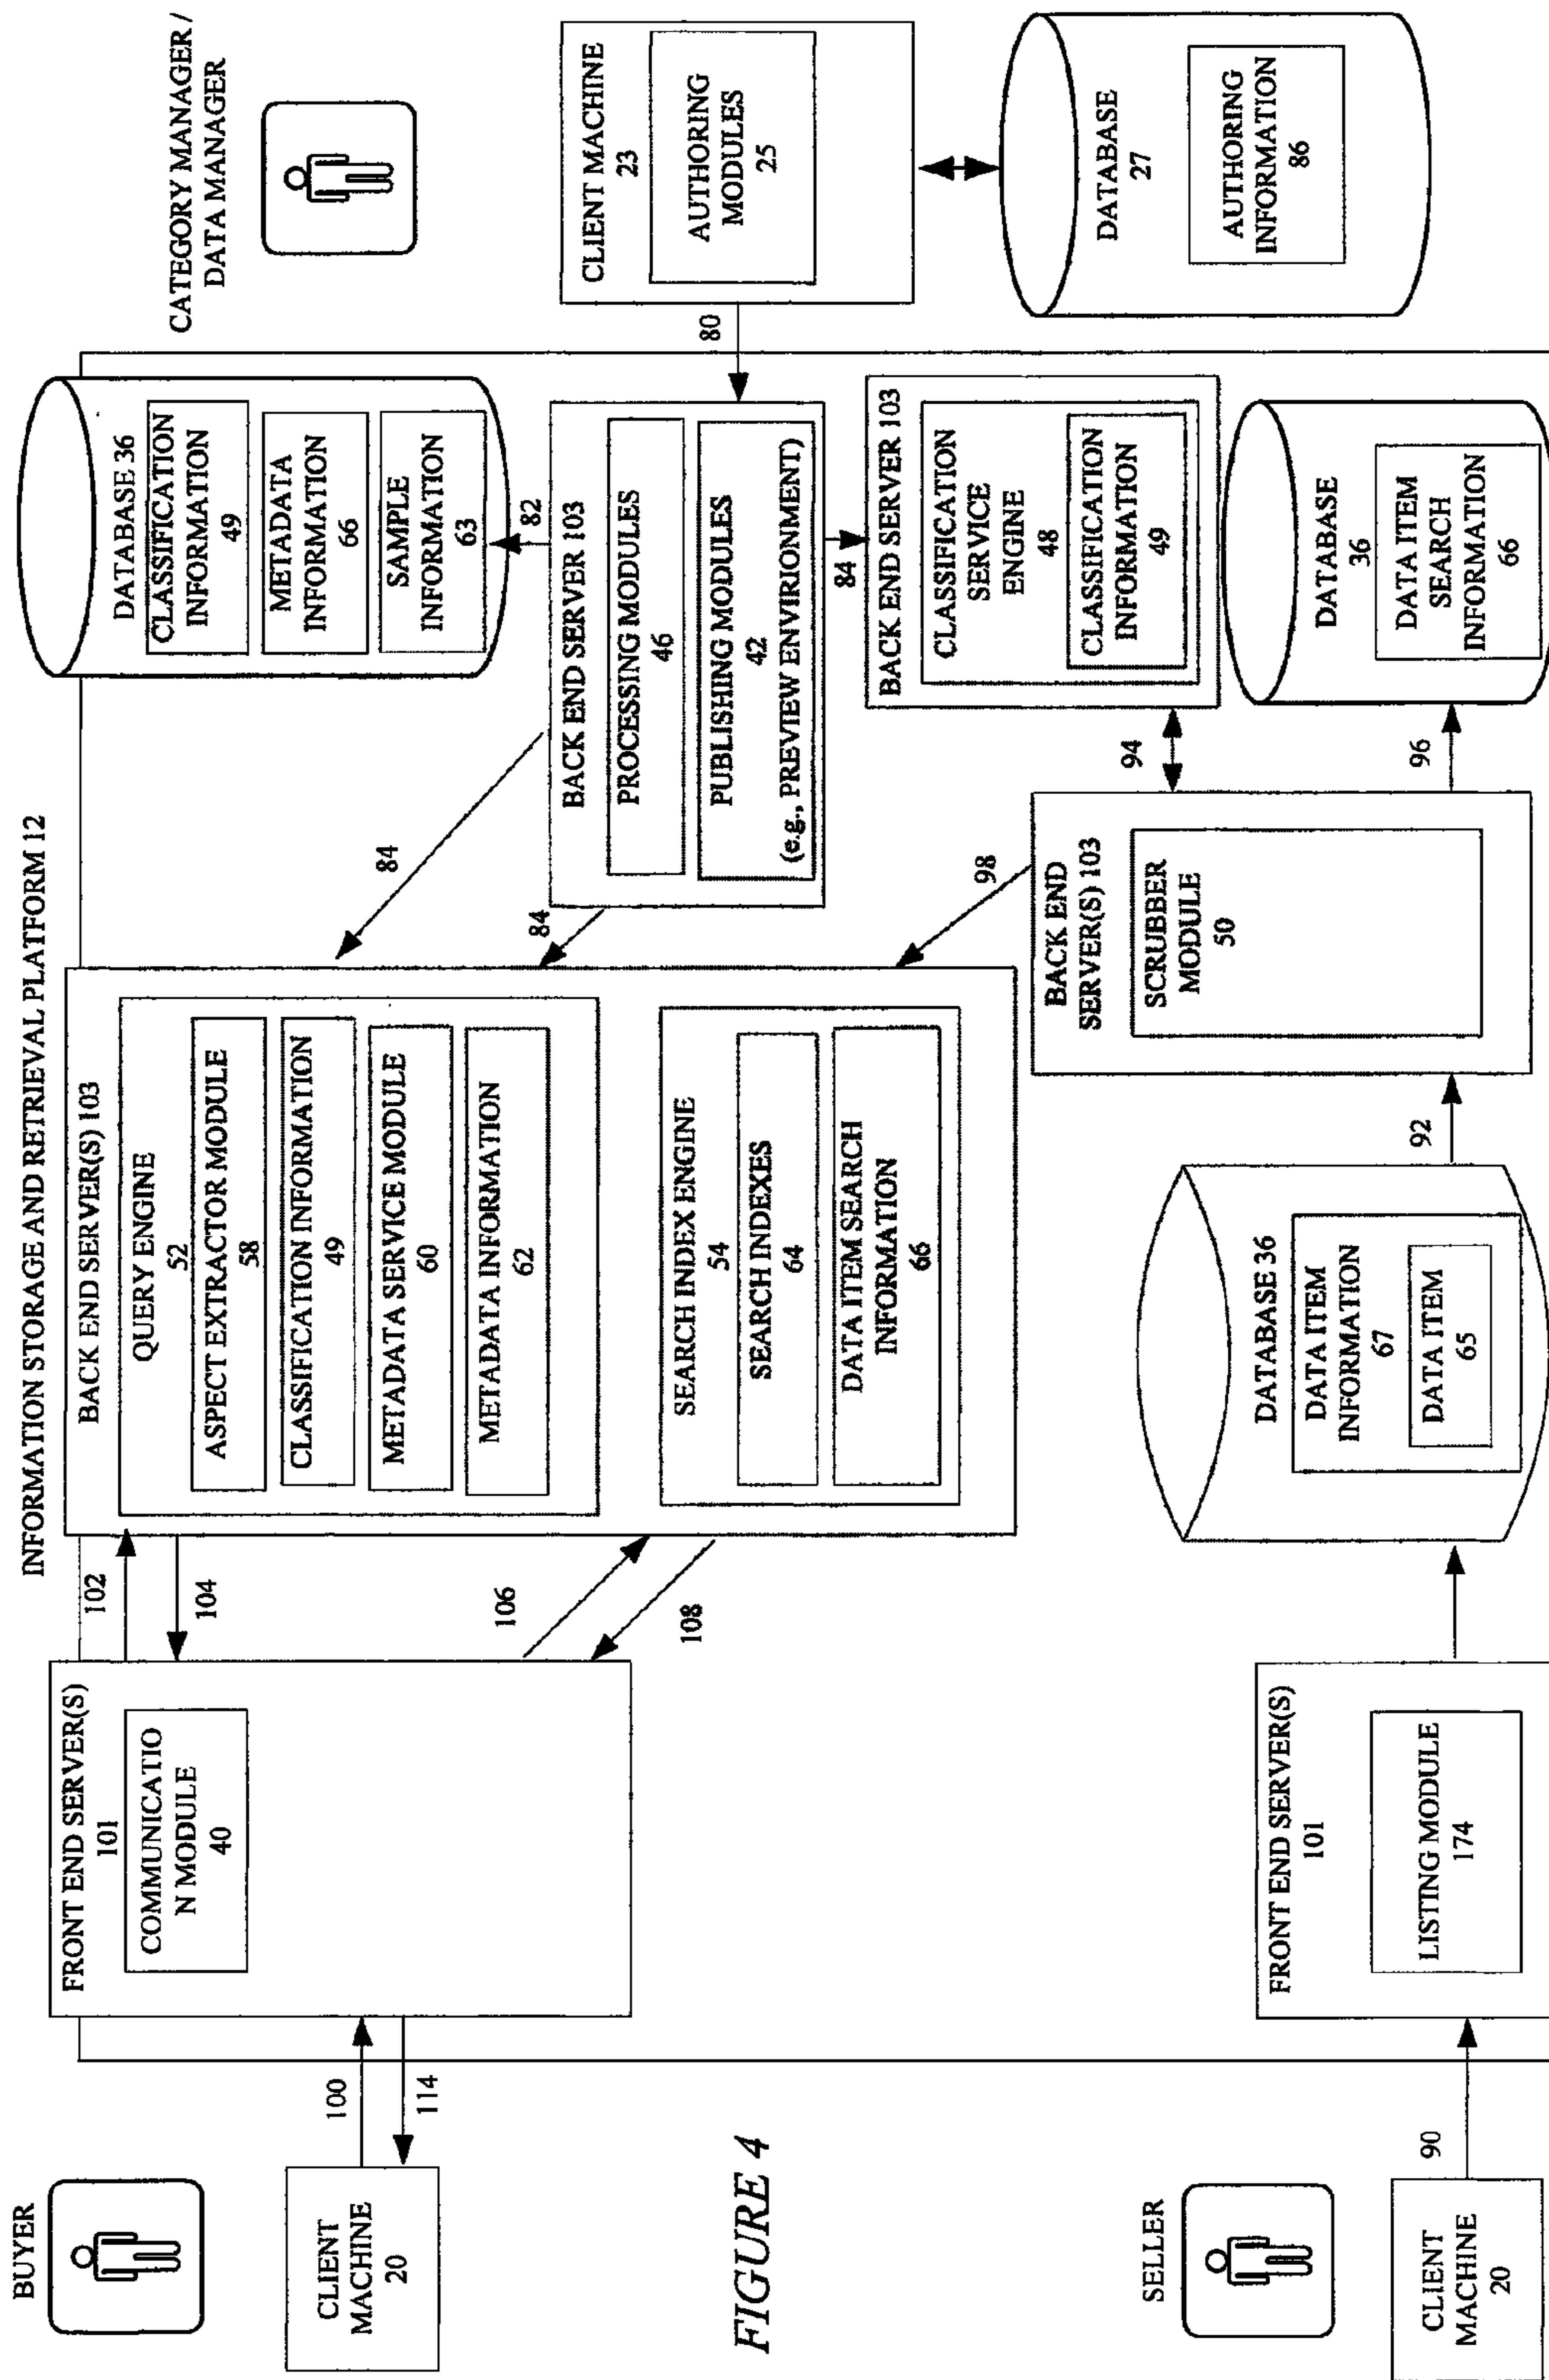 INFORMATION STORAGE AND RETRIEVAL PLATFORM 12
BUYER
CLIENT
MACHINE
20
100
114
FRONT END SERVER(S)
101
COMMUNICATIO
N MODULE
40
102
104
106
108
BACK END SERVER(S) 103
QUERY ENGINE
52
ASPECT EXTRACTOR MODULE
58
CLASSIFICATION INFORMATION
49
METADATA SERVICE MODULE
60
METADATA INFORMATION
62
SEARCH INDEX ENGINE
54
SEARCH INDEXES
64
DATA ITEM SEARCH
INFORMATION
66
84
84
98
DATABASE 36
CLASSIFICATION
INFORMATION
49
METADATA
INFORMATION
66
SAMPLE
INFORMATION
63
82
BACK END SERVER 103
PROCESSING MODULES
46
PUBLISHING MODULES
42
(e.g., PREVIEW ENVIRIONMENT)
84
80
CATEGORY MANAGER /
DATA MANAGER
CLIENT MACHINE
23
AUTHORING
MODULES
25
DATABASE
27
AUTHORING
INFORMATION
86
BACK END SERVER 103
CLASSIFICATION
SERVICE
ENGINE
48
CLASSIFICATION
INFORMATION
49
94
DATABASE
36
DATA ITEM
SEARCH
INFORMATION
66
96
BACK END
SERVER(S) 103
SCRUBBER
MODULE
50
92
DATABASE 36
DATA ITEM
INFORMATION
67
DATA ITEM
65
FRONT END SERVER(S)
101
LISTING MODULE
174
90
SELLER
CLIENT
MACHINE
20
FIGURE 4